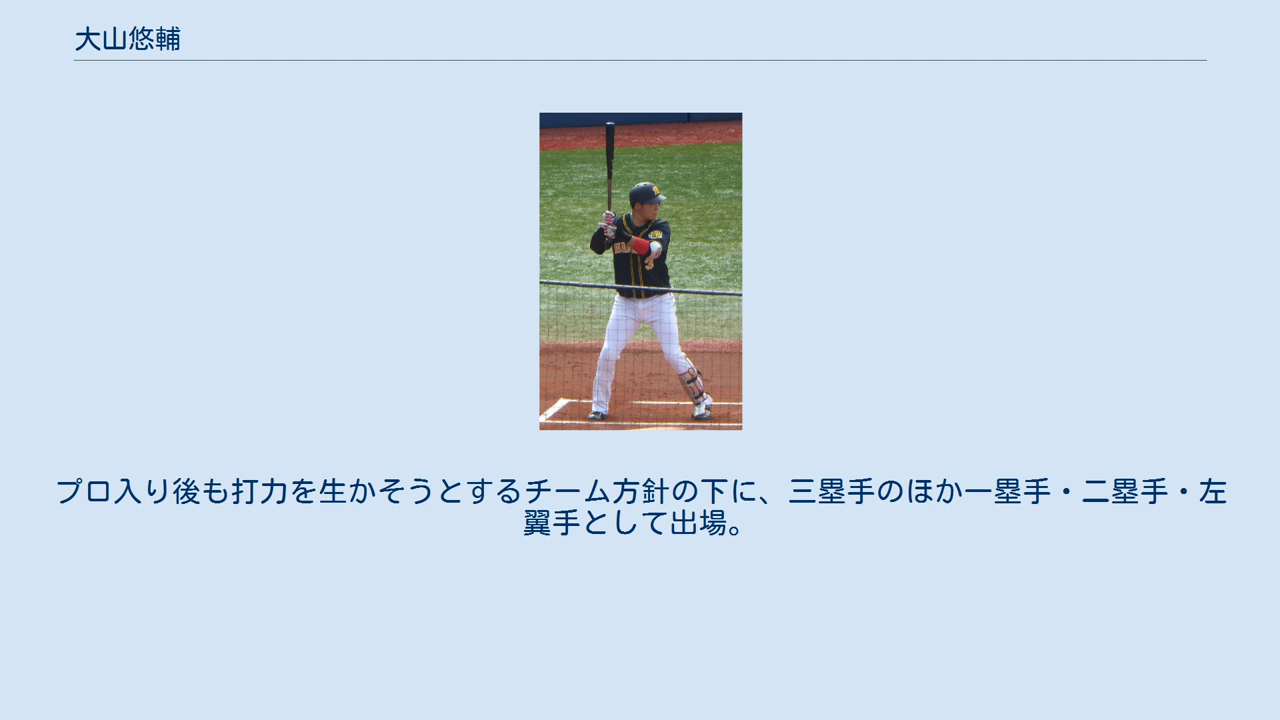 大山悠輔
プロ入り後も打力を生かそうとするチーム方針の下に、三塁手のほか一塁手・二塁手・左
翼手として出場。